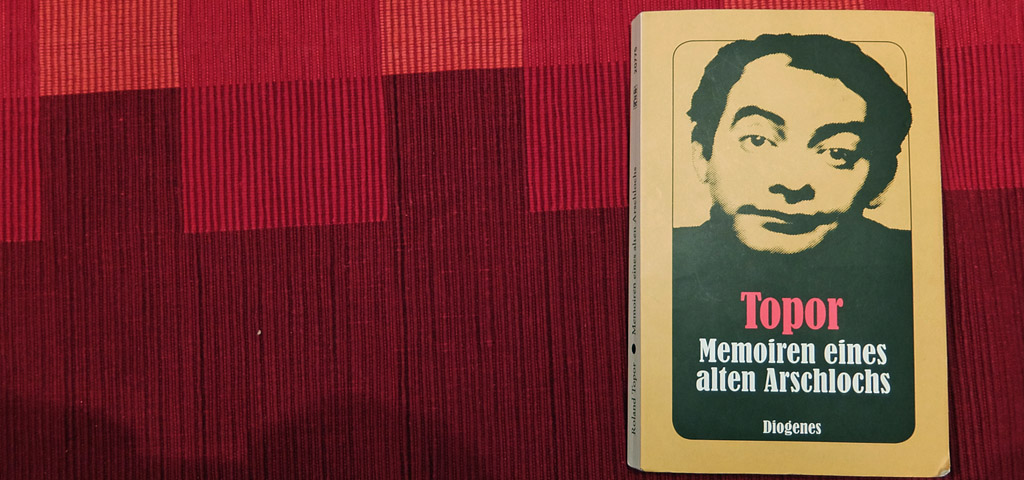 Topor
Memoiren eines
alten Arschlochs
Diogenes
Roland Topor ● Memoiren eines alten Arschlochs